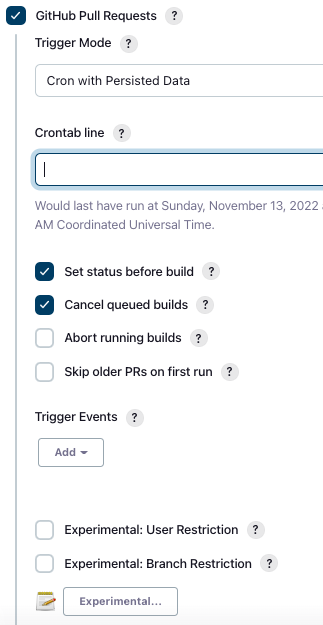 GitHub Pull Requests ?
Trigger Mode ?
Cron with Persisted Data
Crontab line ?
Would last have run at Sunday, November 13, 2022
AM Coordinated Universal Time.
Set status before build ?
Cancel queued builds ?
Abort running builds ?
Skip older PRs on first run ?
Trigger Events ?
Add
Experimental: User Restriction ?
Experimental: Branch Restriction ?
Experimental...